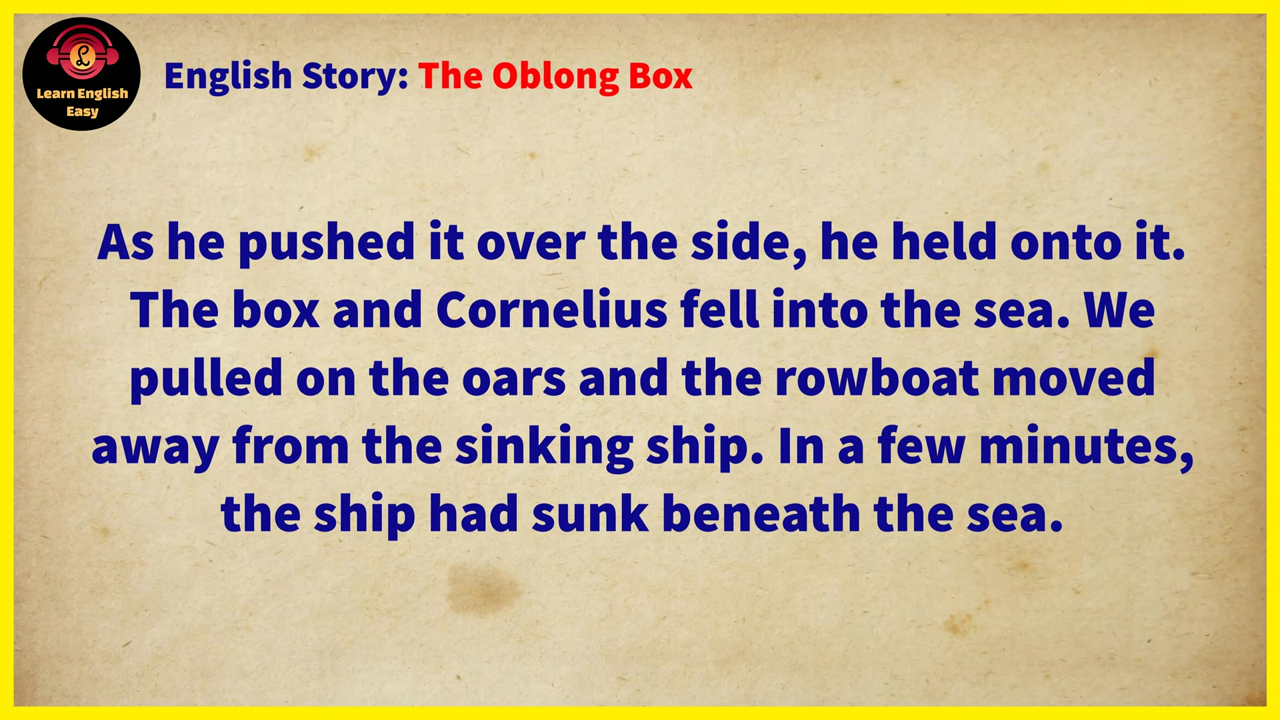 Learn English
Easy
English Story: The Oblong Box
As he pushed it over the side, he held onto it.
The box and Cornelius fell into the sea. We
pulled on the oars and the rowboat moved
away from the sinking ship. In a few minutes,
the ship had sunk beneath the sea.